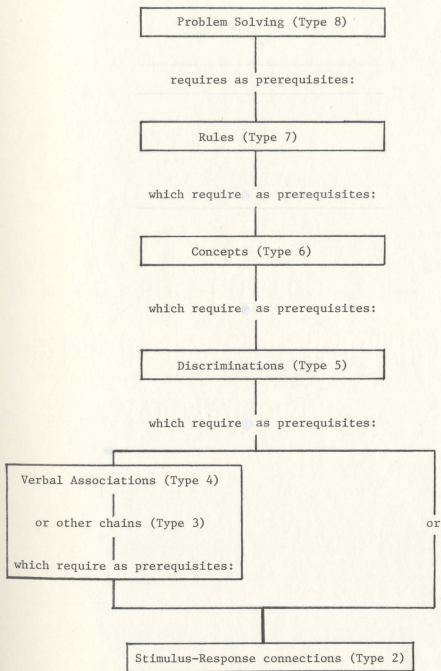 Problem Solving (Type 8)
requires as prerequisites:
Rules (Type 7)
which require as prerequisites:
Concepts (Type 6)
which require as prerequisites:
Discriminations (Type 5)
which require as prerequisites:
Verbal Associations (Type 4)
or other chains (Type 3)
or
which require as prerequisites:
Stimulus-Response connections (Type 2)